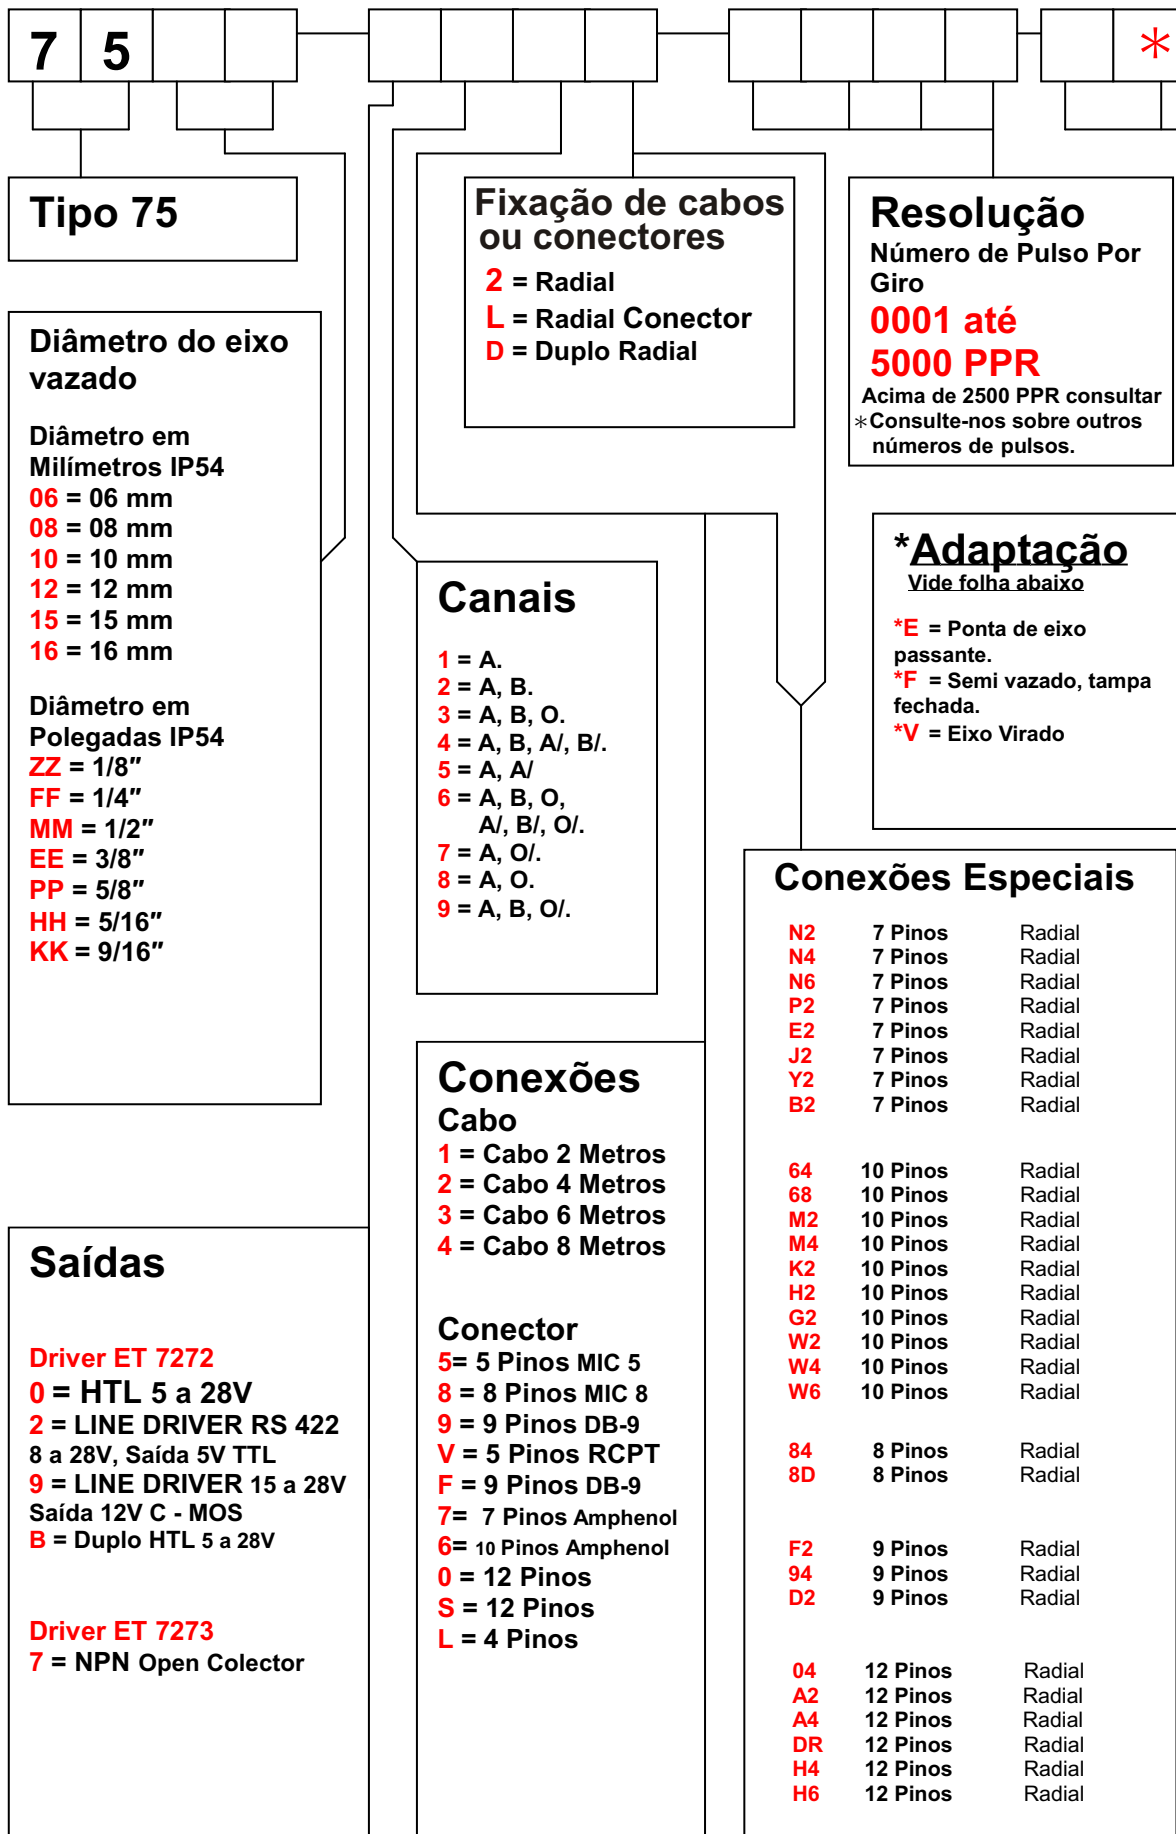 7 5 *
Tipo 75
Fixação de cabos
ou conectores
2 = Radial
L = Radial Conector
D = Duplo Radial
Resolução
Número de Pulso Por
Giro
0001 até
5000 PPR
Acima de 2500 PPR consultar
*Consulte-nos sobre outros
números de pulsos.
Diâmetro do eixo
vazado
Diâmetro em
Milímetros IP54
06 = 06 mm
08 = 08 mm
10 = 10 mm
12 = 12 mm
15 = 15 mm
16 = 16 mm
Diâmetro em
Polegadas IP54
ZZ = 1/8"
FF = 1/4"
MM = 1/2"
EE = 3/8"
PP = 5/8"
HH = 5/16"
KK = 9/16"
Canais
1 = A.
2 = A, B.
3 = A, B, O.
4 = A, B, A/, B/.
5 = A, A/
6 = A, B, O,
A/, B/, O/.
7 = A, O/.
8 = A, O.
9 = A, B, O/.
*Adaptação
Vide folha abaixo
*E = Ponta de eixo
passante.
*F = Semi vazado, tampa
fechada.
*V = Eixo Virado
Saídas
Driver ET 7272
0 = HTL 5 a 28V
2 = LINE DRIVER RS 422
8 a 28V, Saída 5V TTL
9 = LINE DRIVER 15 a 28V
Saída 12V C - MOS
B = Duplo HTL 5 a 28V
Driver ET 7273
7 = NPN Open Colector
Conexões
Cabo
1 = Cabo 2 Metros
2 = Cabo 4 Metros
3 = Cabo 6 Metros
4 = Cabo 8 Metros
Conector
5= 5 Pinos MIC 5
8 = 8 Pinos MIC 8
9 = 9 Pinos DB-9
V = 5 Pinos RCPT
F = 9 Pinos DB-9
7= 7 Pinos Amphenol
6= 10 Pinos Amphenol
0 = 12 Pinos
S = 12 Pinos
L = 4 Pinos
Conexões Especiais
N2 7 Pinos Radial
N4 7 Pinos Radial
N6 7 Pinos Radial
P2 7 Pinos Radial
E2 7 Pinos Radial
J2 7 Pinos Radial
Y2 7 Pinos Radial
B2 7 Pinos Radial
64 10 Pinos Radial
68 10 Pinos Radial
M2 10 Pinos Radial
M4 10 Pinos Radial
K2 10 Pinos Radial
H2 10 Pinos Radial
G2 10 Pinos Radial
W2 10 Pinos Radial
W4 10 Pinos Radial
W6 10 Pinos Radial
84 8 Pinos Radial
8D 8 Pinos Radial
F2 9 Pinos Radial
94 9 Pinos Radial
D2 9 Pinos Radial
04 12 Pinos Radial
A2 12 Pinos Radial
A4 12 Pinos Radial
DR 12 Pinos Radial
H4 12 Pinos Radial
H6 12 Pinos Radial